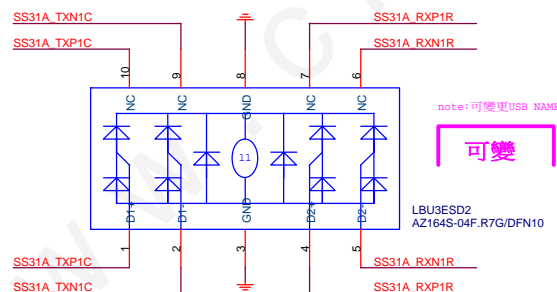 SS31A_TXN1C SS31A_RXP1R
SS31A_TXP1C SS31A_RXN1R
10 9 8 7 6
NC NC GND NC NC
note:可變更USB NAME
可變
11
D1+ D1- GND D2+ D2-
LBU3ESD2
AZ164S-04F.R7G/DFN10
1 2 3 4 5
SS31A_TXP1C SS31A_RXN1R
SS31A_TXN1C SS31A_RXP1R